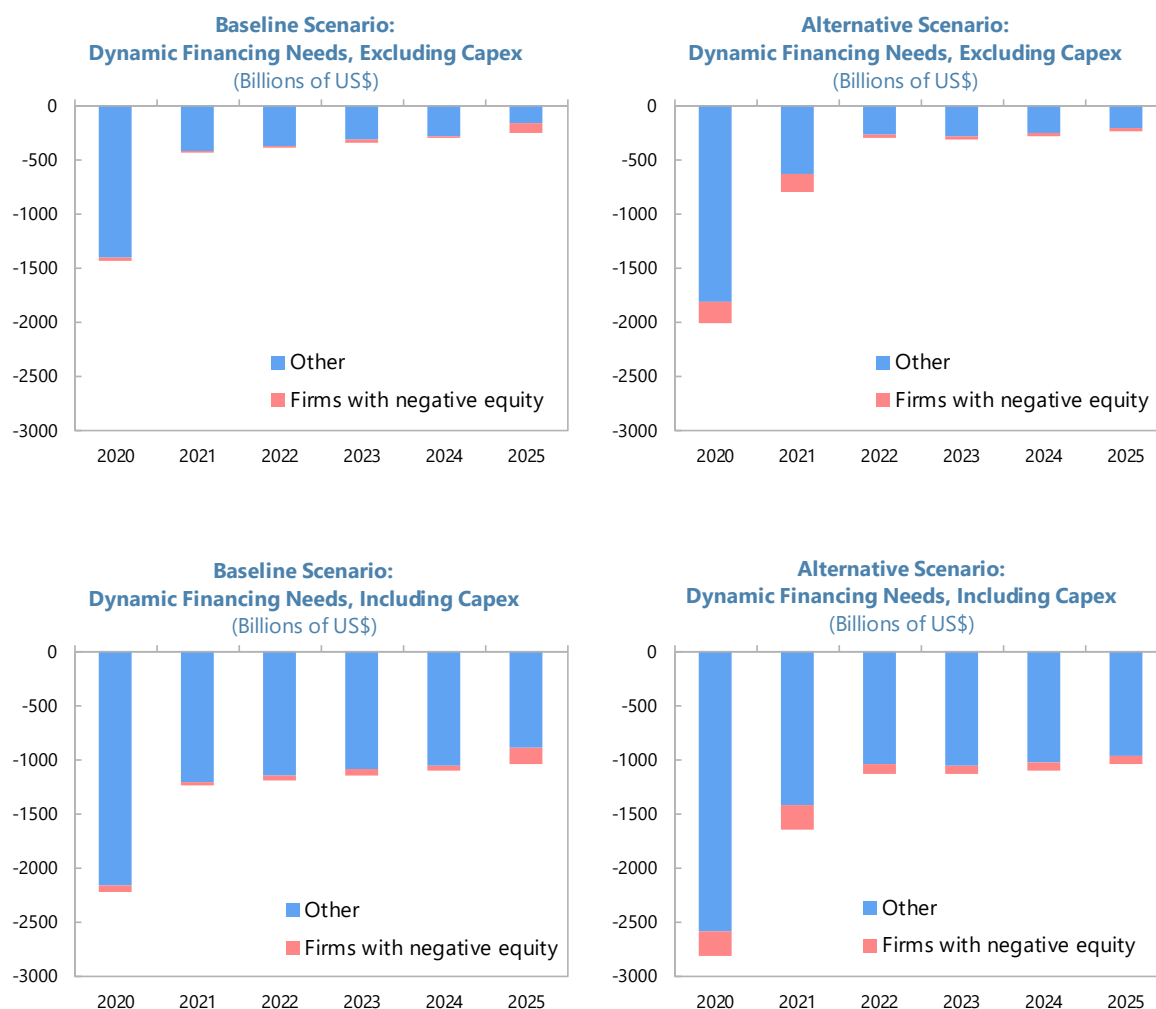 Baseline Scenario:
Dynamic Financing Needs, Excluding Capex
(Billions of US$)
0
-500
-1000
-1500
-2000
-2500
-3000
Other
Firms with negative equity
2020 2021 2022 2023 2024 2025
Alternative Scenario:
Dynamic Financing Needs, Excluding Capex
(Billions of US$)
0
-500
-1000
-1500
-2000
-2500
-3000
Other
Firms with negative equity
2020 2021 2022 2023 2024 2025
Baseline Scenario:
Dynamic Financing Needs, Including Capex
(Billions of US$)
0
-500
-1000
-1500
-2000
-2500
-3000
Other
Firms with negative equity
2020 2021 2022 2023 2024 2025
Alternative Scenario:
Dynamic Financing Needs, Including Capex
(Billions of US$)
0
-500
-1000
-1500
-2000
-2500
-3000
Other
Firms with negative equity
2020 2021 2022 2023 2024 2025